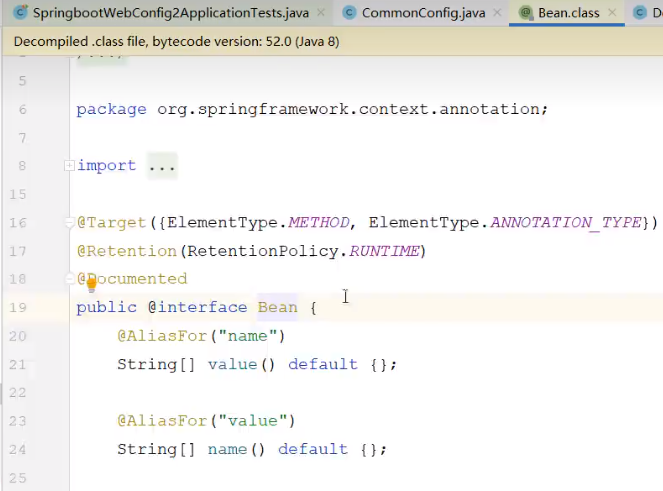 SpringbootWebConfig2ApplicationTests.java × CommonConfig.java × Bean.class ×
Decompiled .class file, bytecode version: 52.0 (Java 8)
5
6 package org.springframework.context.annotation;
7
8 import ...
15
16 @Target({ElementType.METHOD, ElementType.ANNOTATION_TYPE})
17 @Retention(RetentionPolicy.RUNTIME)
18 @Documented
19 public @interface Bean {
20 @AliasFor("name")
21 String[] value() default {};
22
23 @AliasFor("value")
24 String[] name() default {};
25